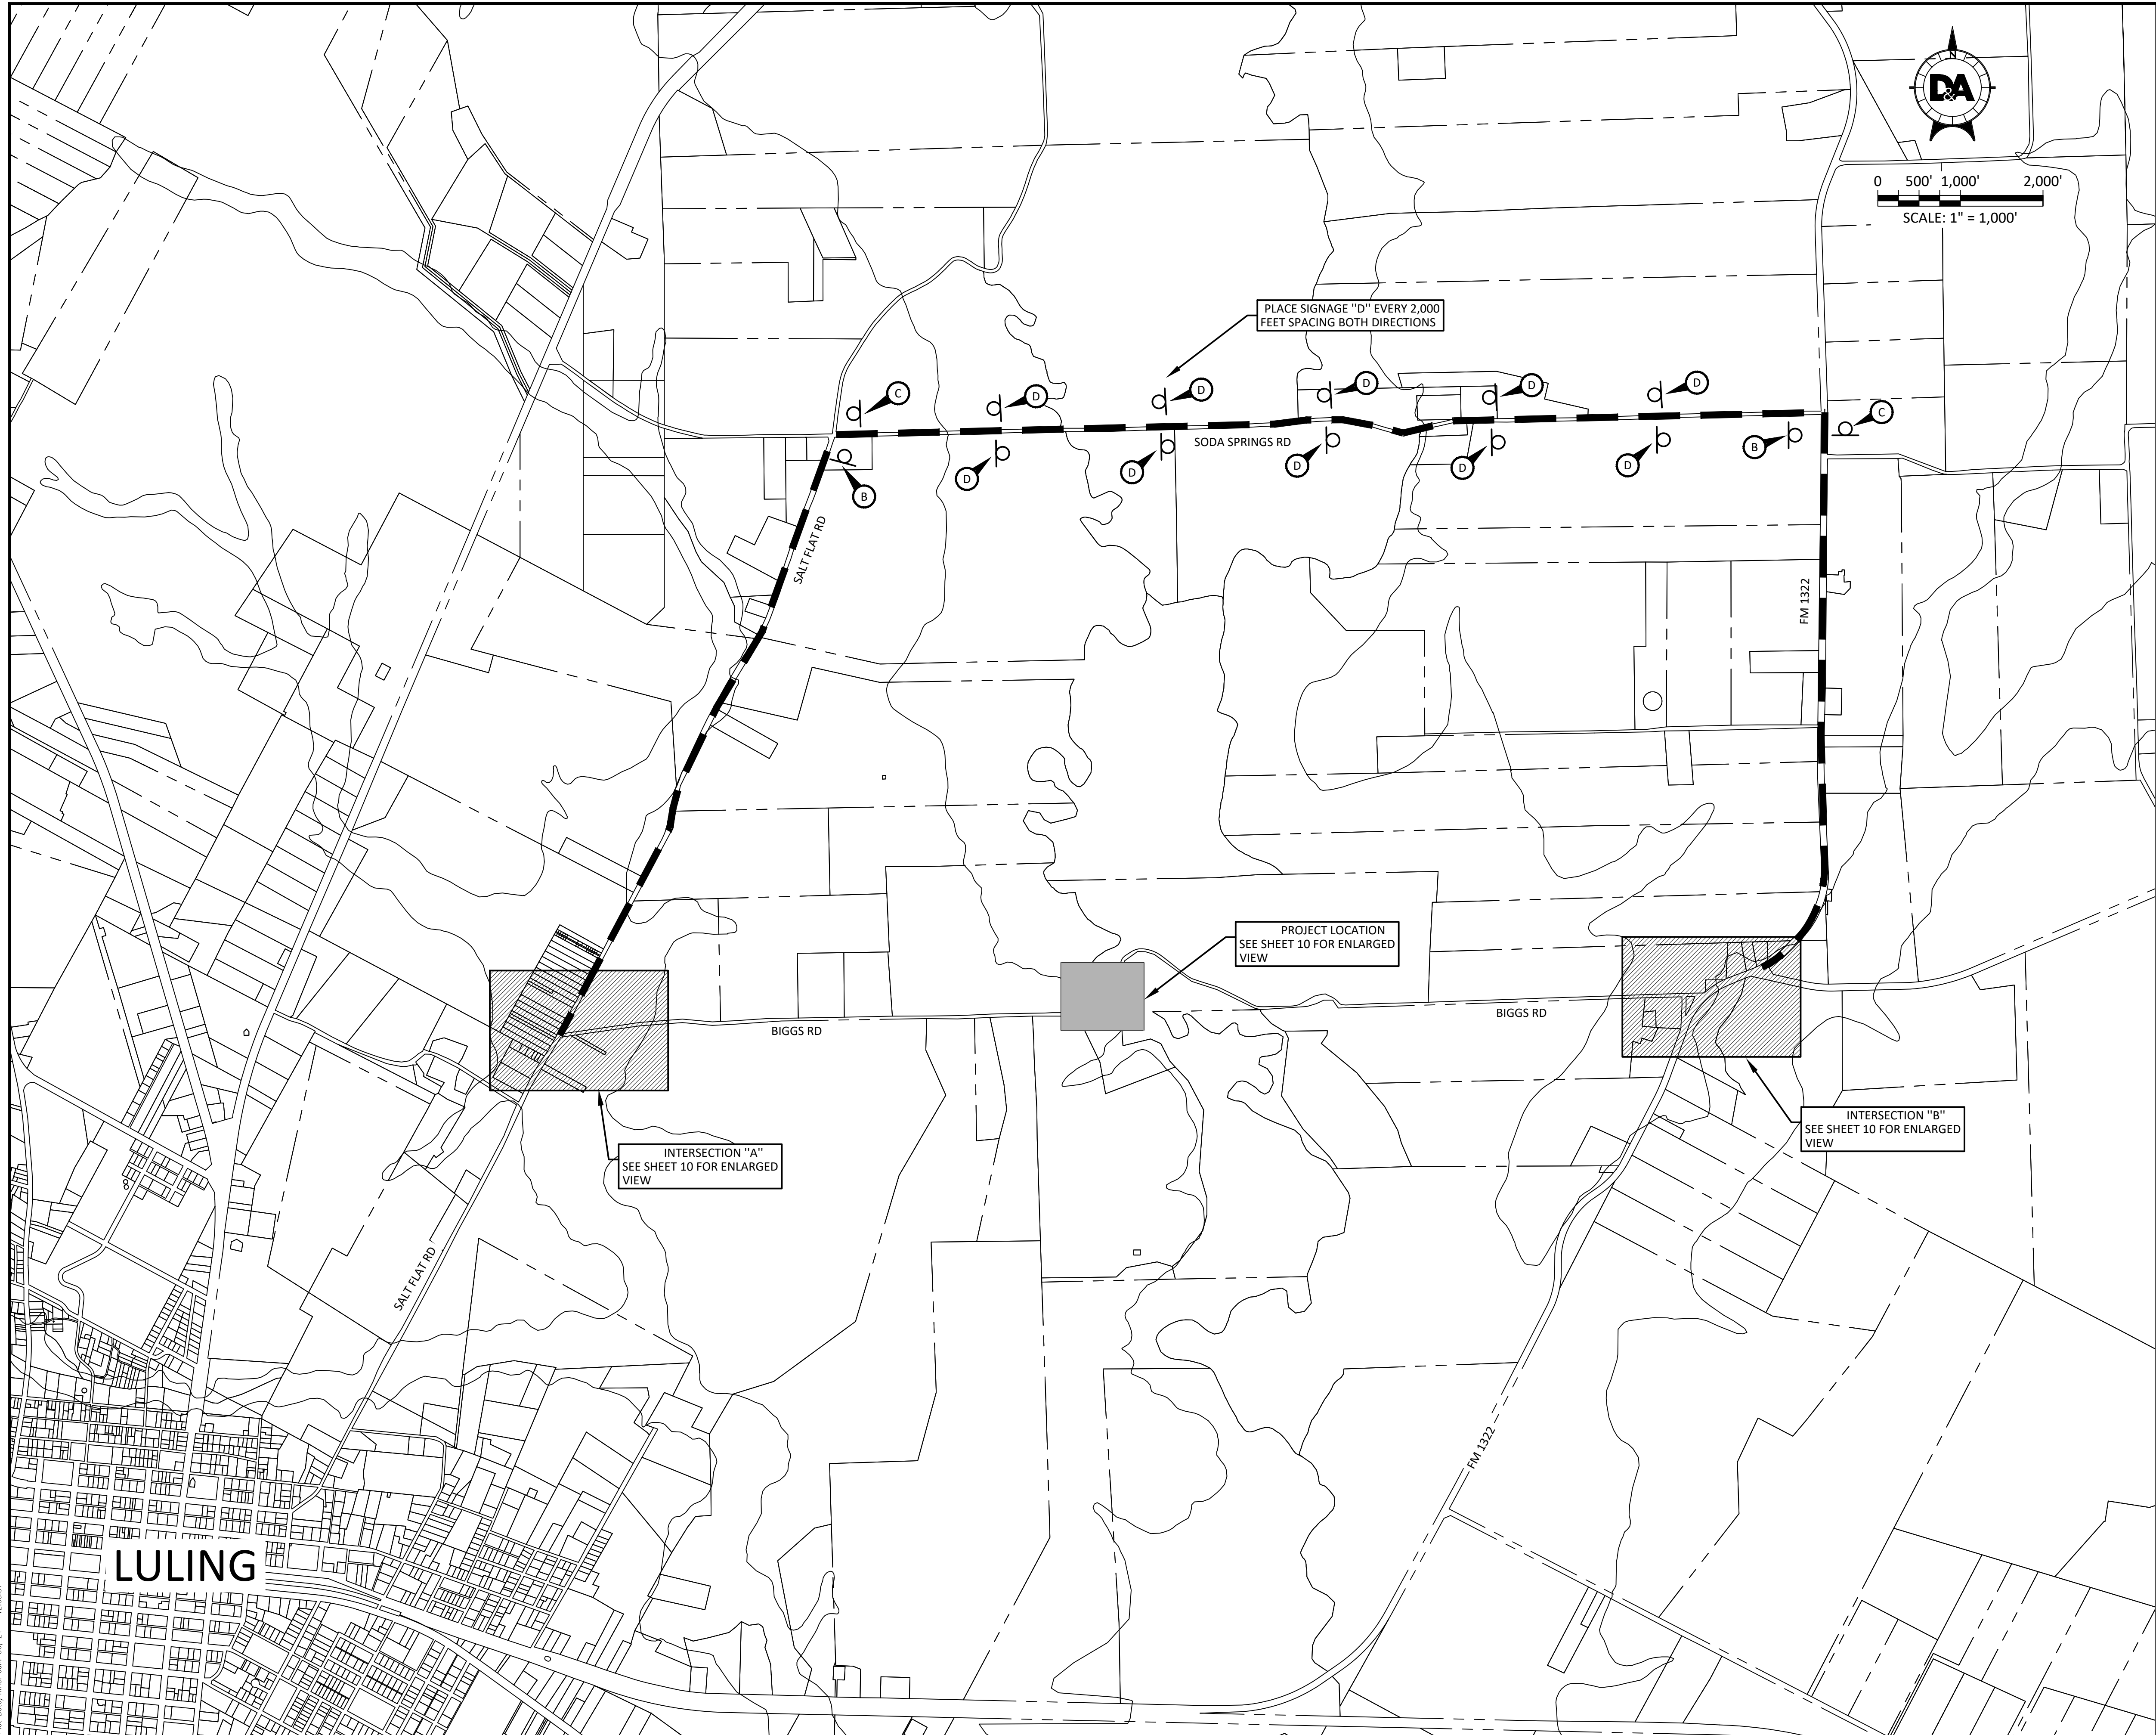 N
D&A
0 500' 1,000' 2,000'
SCALE: 1" = 1,000'
PLACE SIGNAGE "D" EVERY 2,000
FEET SPACING BOTH DIRECTIONS
C
D
D
D
D
D
C
SODA SPRINGS RD
B
D
D
D
D
D
B
SALT FLAT RD
FM 1322
PROJECT LOCATION
SEE SHEET 10 FOR ENLARGED
VIEW
BIGGS RD
BIGGS RD
INTERSECTION "A"
SEE SHEET 10 FOR ENLARGED
VIEW
INTERSECTION "B"
SEE SHEET 10 FOR ENLARGED
VIEW
SALT FLAT RD
FM 1322
LULING